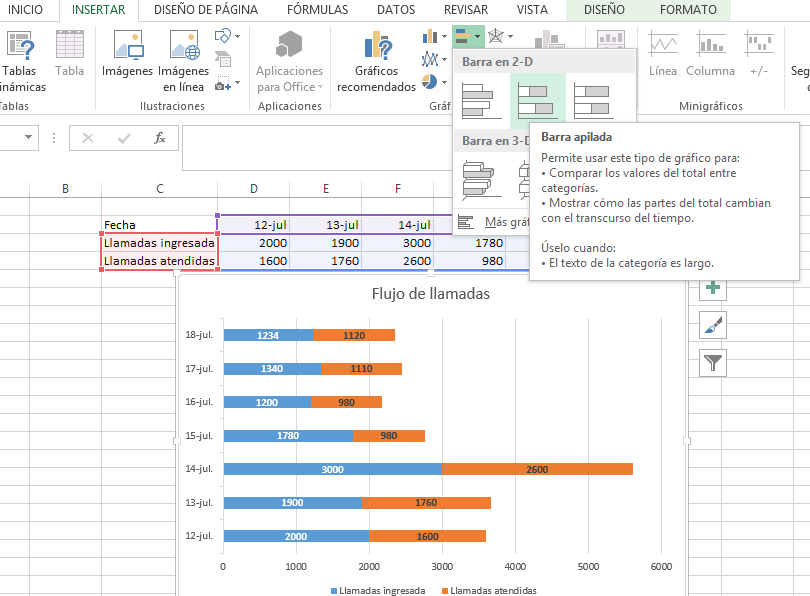 INICIO
INSERTAR
DISEÑO DE PÁGINA
FÓRMULAS
DATOS
REVISAR
VISTA
DISEÑO
FORMATO
Tablas
námicas
Tabla
Imágenes
Imágenes
en línea
Aplicaciones
para Office
Gráficos
recomendados
Línea
Columna
+/-
Seg
Tablas
Ilustraciones
Aplicaciones
Gráf
Minigráficos
Barra en 2-D
Barra en 3-D
Más gráf
Barra apilada
Permite usar este tipo de gráfico para:
• Comparar los valores del total entre
categorías.
• Mostrar cómo las partes del total cambian
con el transcurso del tiempo.
Úselo cuando:
• El texto de la categoría es largo.
fx
B C D E F
Fecha 12-jul 13-jul 14-jul
Llamadas ingresada 2000 1900 3000 1780
Llamadas atendidas 1600 1760 2600 980
Flujo de llamadas
18-jul. 1234 1120
17-jul. 1340 1110
16-jul. 1200 980
15-jul. 1780 980
14-jul. 3000 2600
13-jul. 1900 1760
12-jul. 2000 1600
0 1000 2000 3000 4000 5000 6000
Llamadas ingresada Llamadas atendidas